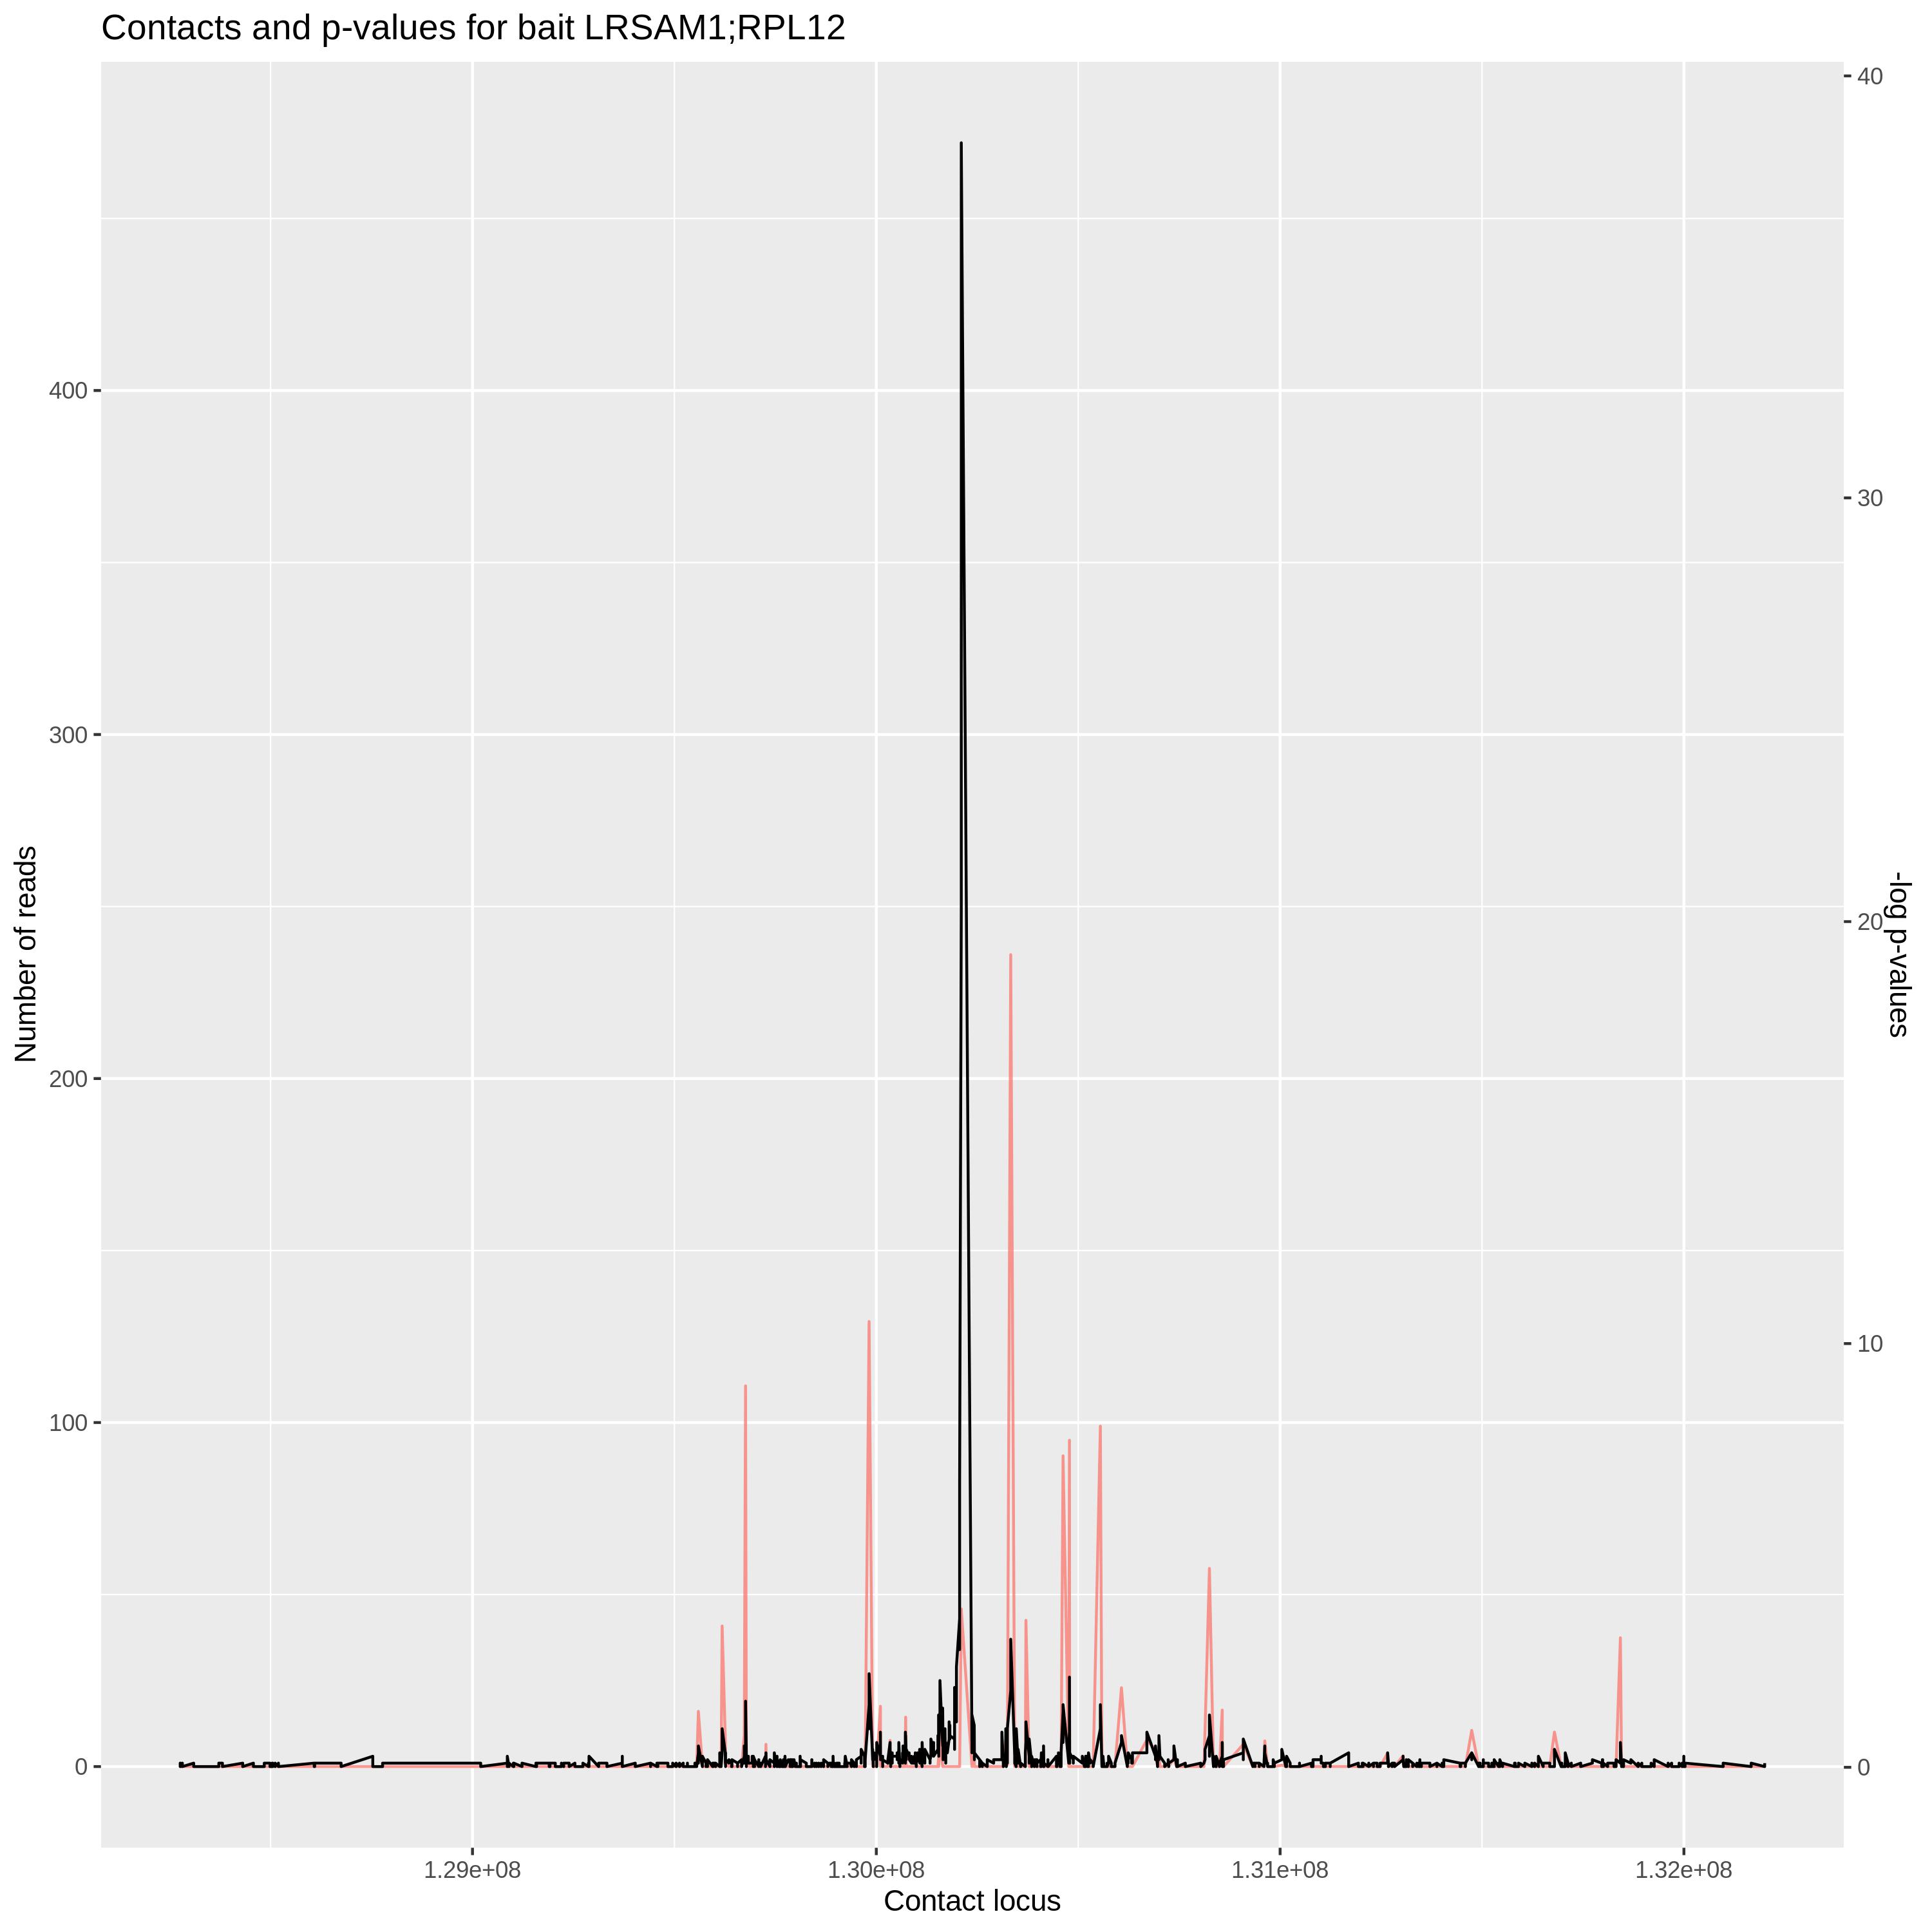 Contacts and p-values for bait LRSAM1;RPL12
Number of reads
400
300
200
100
0
40
30
20
10
0
-log p-values
1.29e+08 1.30e+08 1.31e+08 1.32e+08
Contact locus